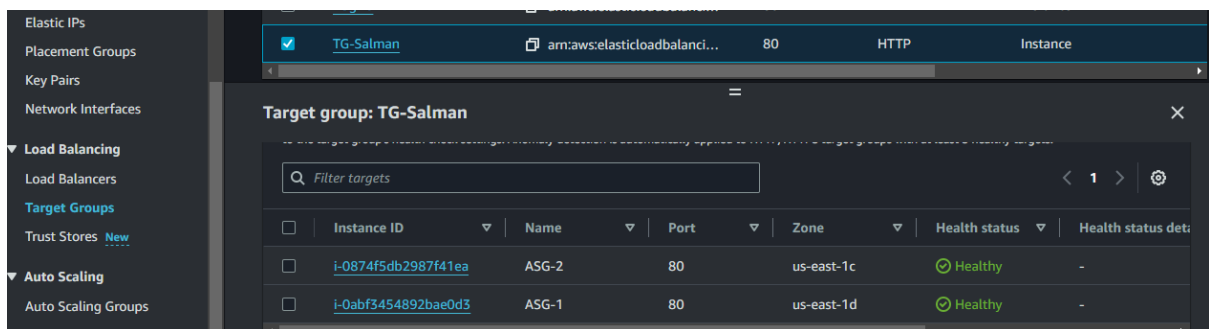 Elastic IPs
Placement Groups
Key Pairs
Network Interfaces
Load Balancing
Load Balancers
Target Groups
Trust Stores New
Auto Scaling
Auto Scaling Groups
TG-Salman arn:aws:elasticloadbalanci... 80 HTTP Instance
Target group: TG-Salman
Filter targets 1
Instance ID Name Port Zone Health status Health status deta
i-0874f5db2987f41ea ASG-2 80 us-east-1c Healthy -
i-0abf3454892bae0d3 ASG-1 80 us-east-1d Healthy -